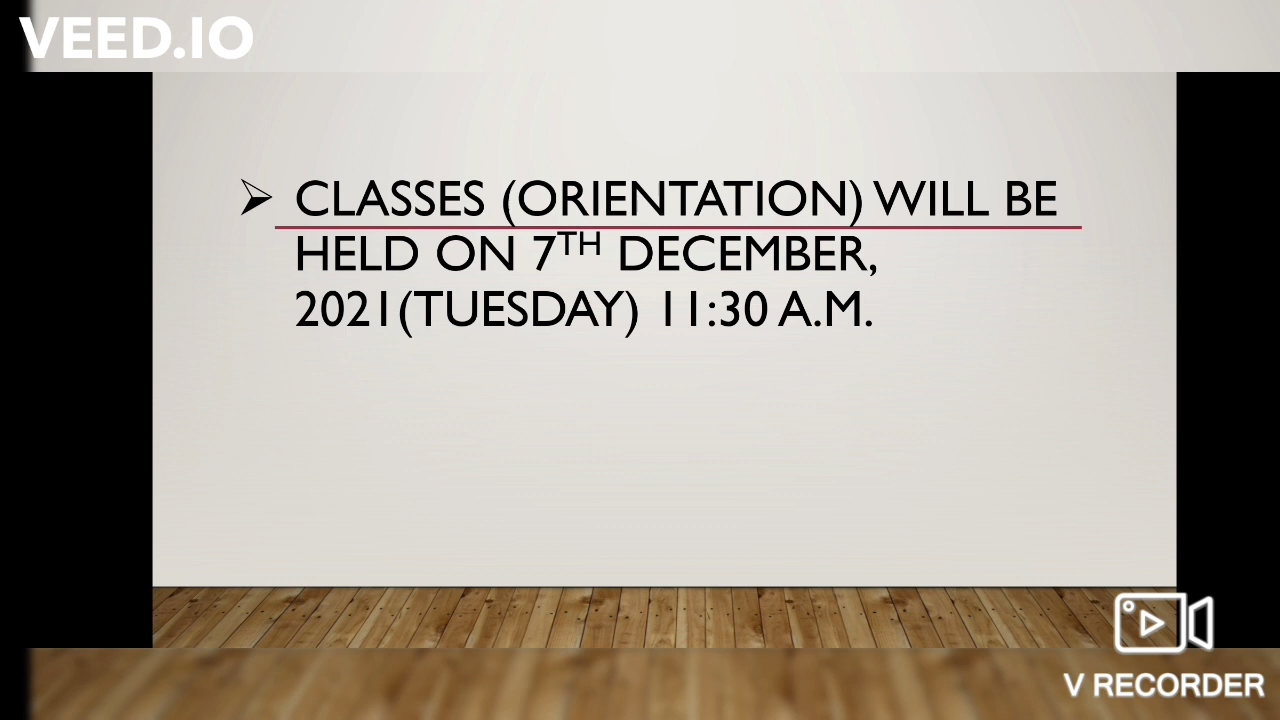 VEED.IO
➢ CLASSES (ORIENTATION) WILL BE
HELD ON 7TH DECEMBER,
2021(TUESDAY) 11:30 A.M.
V RECORDER